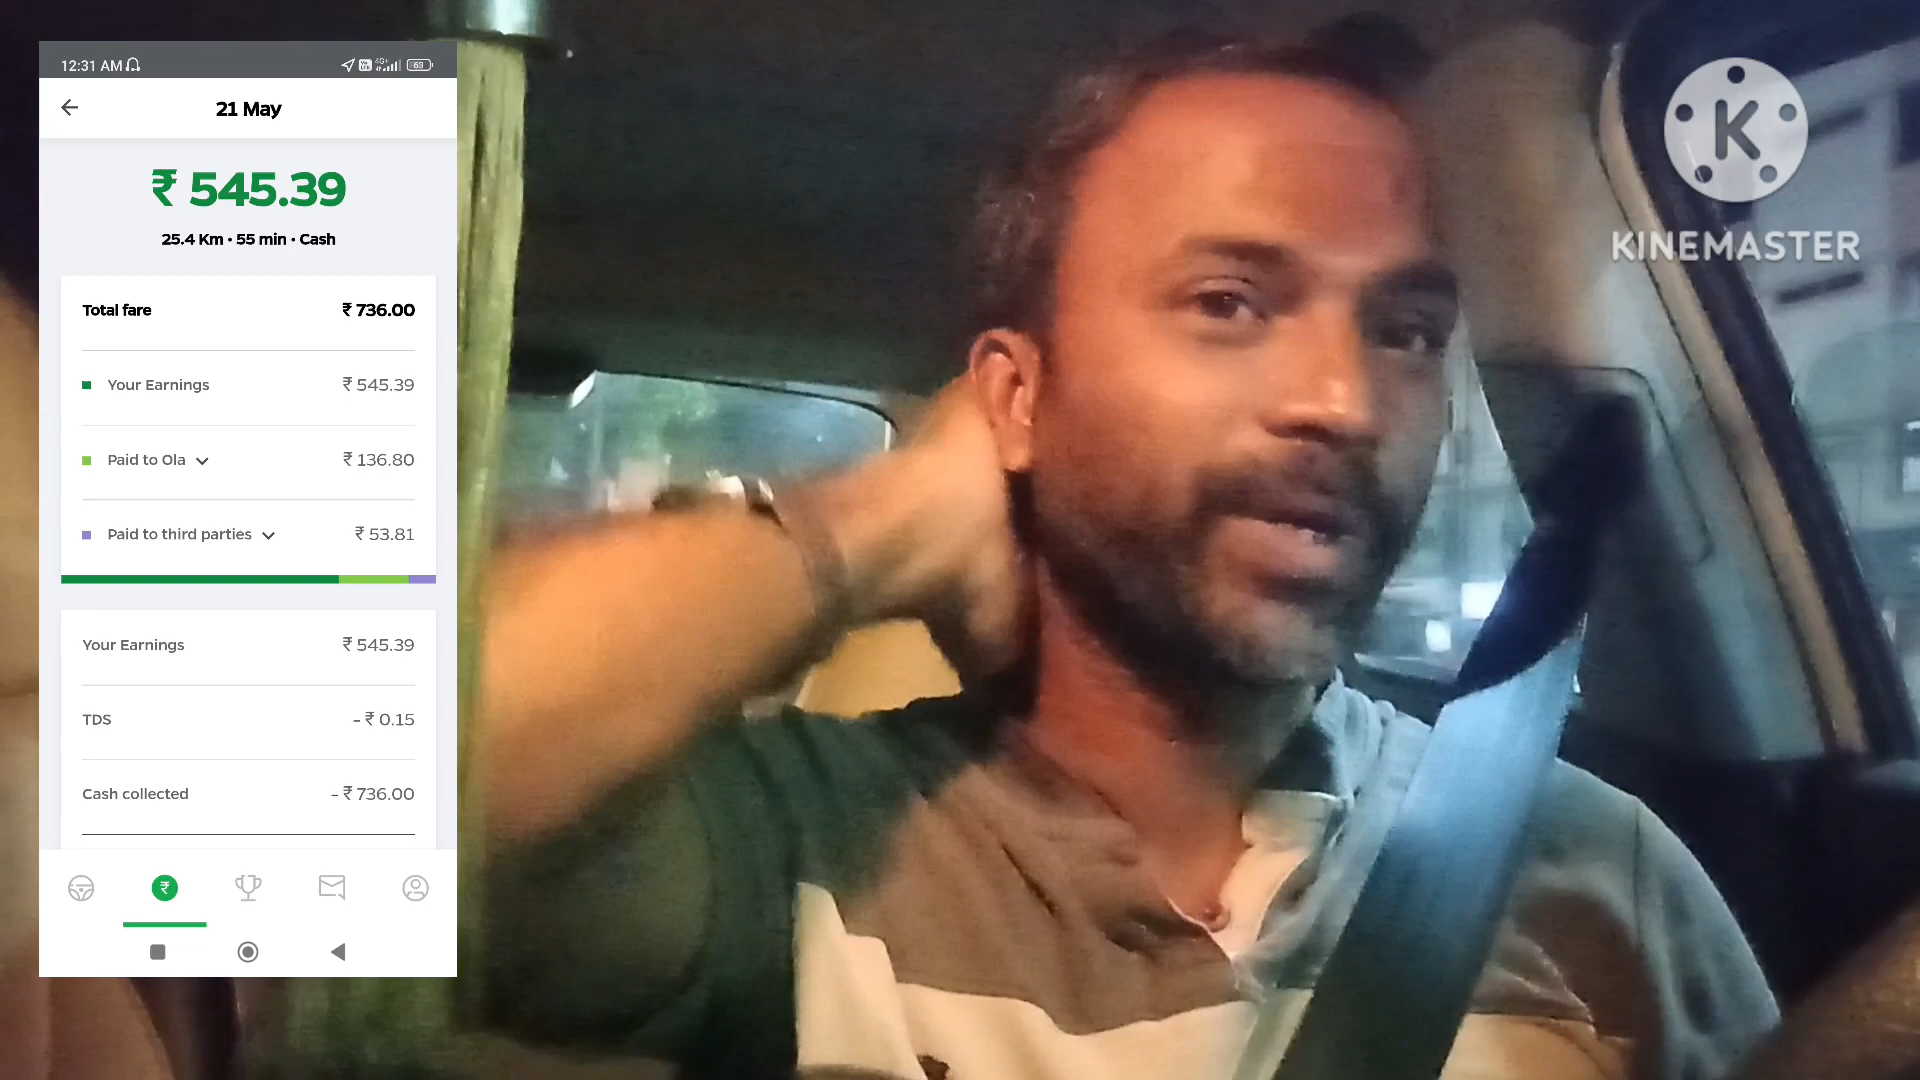 12:31 AM
4G+
63
21 May
₹ 545.39
25.4 Km • 55 min • Cash
Total fare ₹ 736.00
Your Earnings ₹ 545.39
Paid to Ola ₹ 136.80
Paid to third parties ₹ 53.81
Your Earnings ₹ 545.39
TDS - ₹ 0.15
Cash collected - ₹ 736.00
₹
K
KINEMASTER